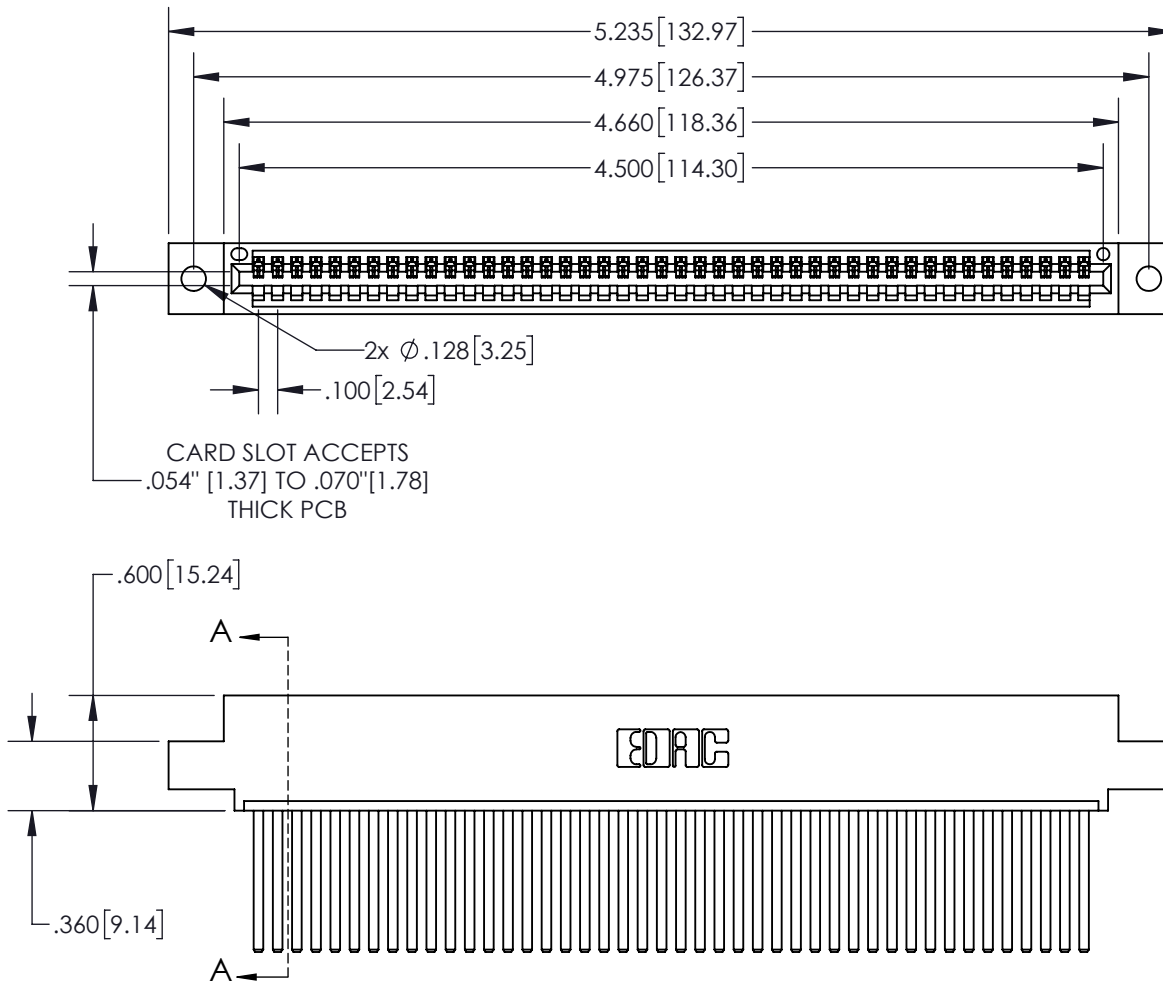 5.235[132.97]
4.975[126.37]
4.660[118.36]
4.500[114.30]
2x Ø.128[3.25]
.100[2.54]
CARD SLOT ACCEPTS
.054" [1.37] TO .070"[1.78]
THICK PCB
.600[15.24]
A
EDAC
.360[9.14]
A